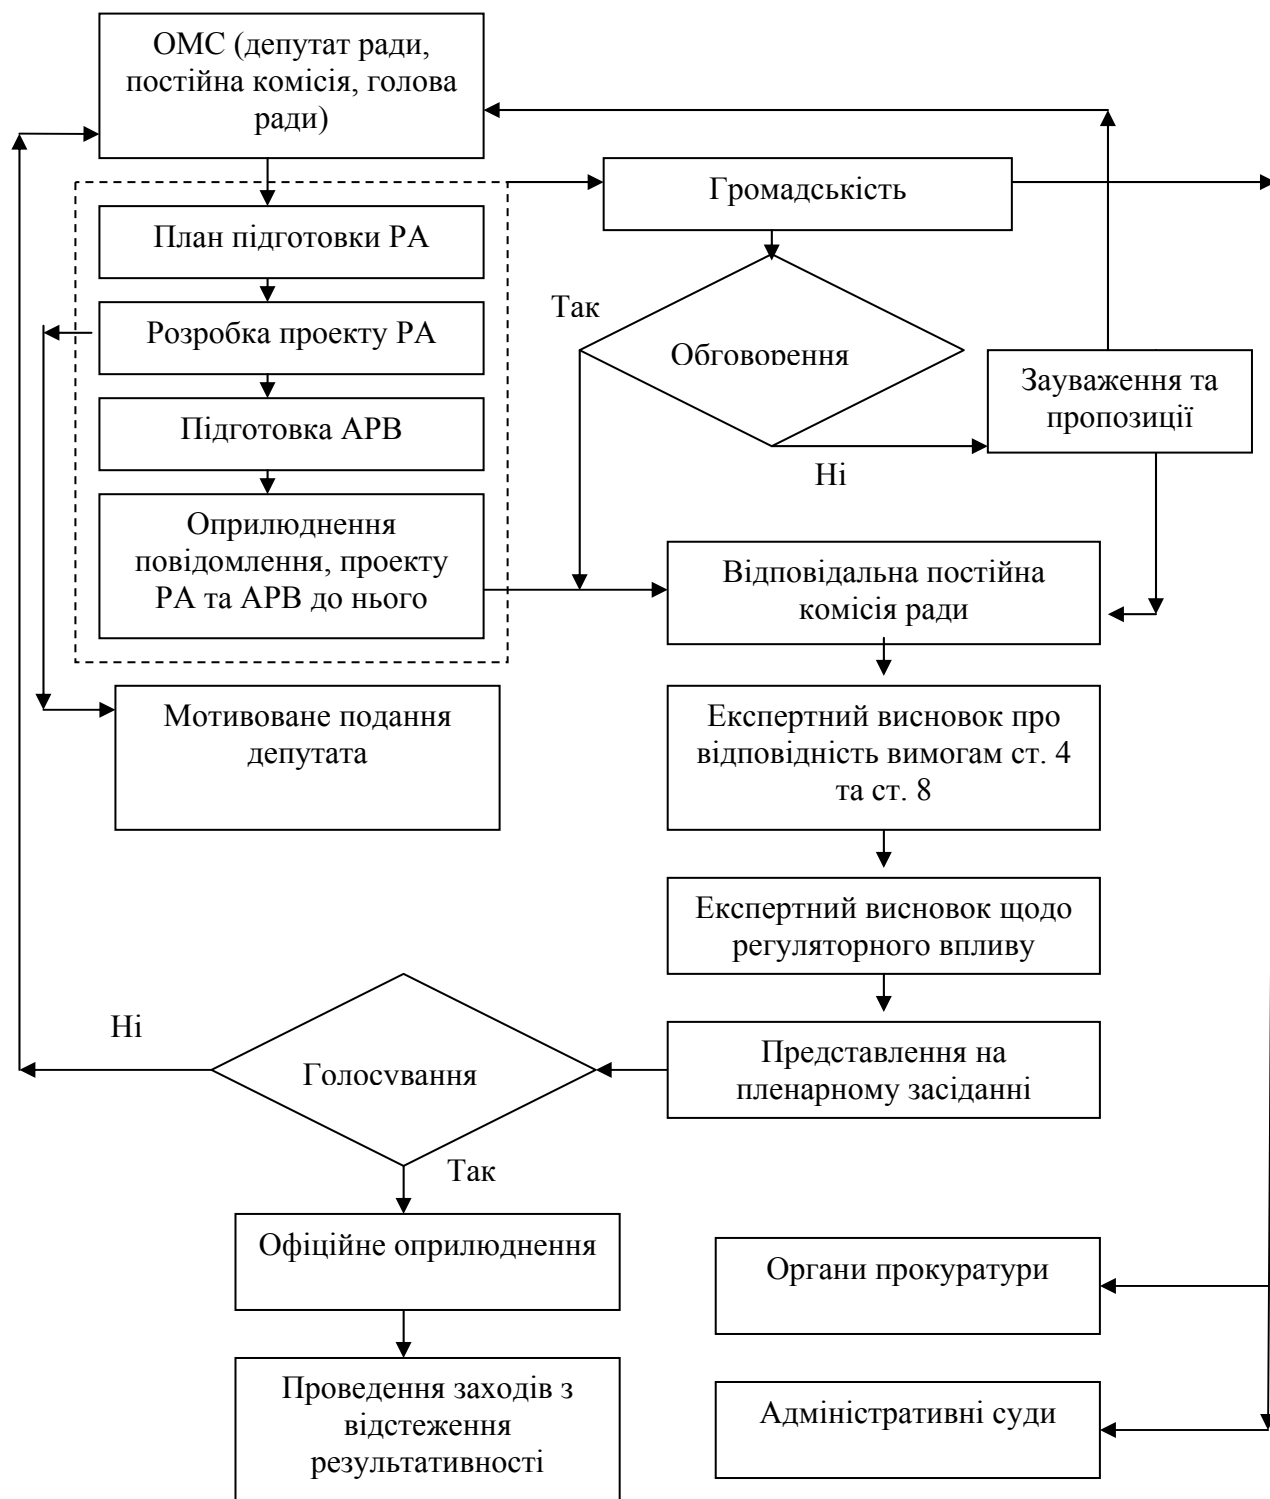 ОМС (депутат ради,
постійна комісія, голова
ради)
Громадськість
План підготовки РА
Так
Розробка проекту РА
Обговорення
Зауваження та
пропозиції
Підготовка АРВ
Ні
Оприлюднення
повідомлення, проекту
РА та АРВ до нього
Відповідальна постійна
комісія ради
Мотивоване подання
депутата
Експертний висновок про
відповідність вимогам ст. 4
та ст. 8
Експертний висновок щодо
регуляторного впливу
Ні
Голосування
Представлення на
пленарному засіданні
Так
Офіційне оприлюднення
Органи прокуратури
Проведення заходів з
відстеження
результативності
Адміністративні суди